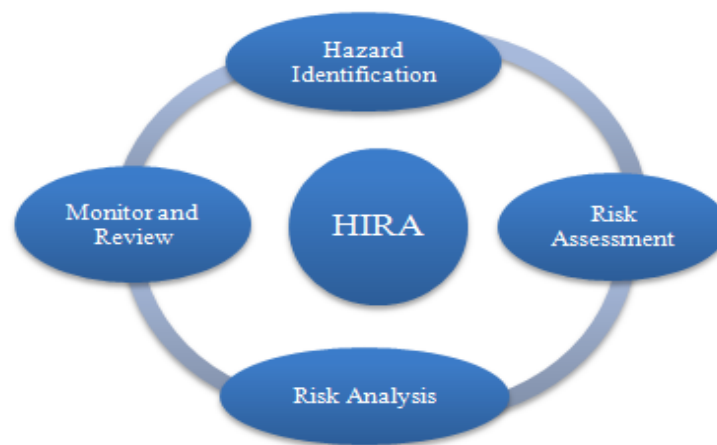 Hazard
Identification
Monitor and
Review
HIRA
Risk
Assessment
Risk Analysis